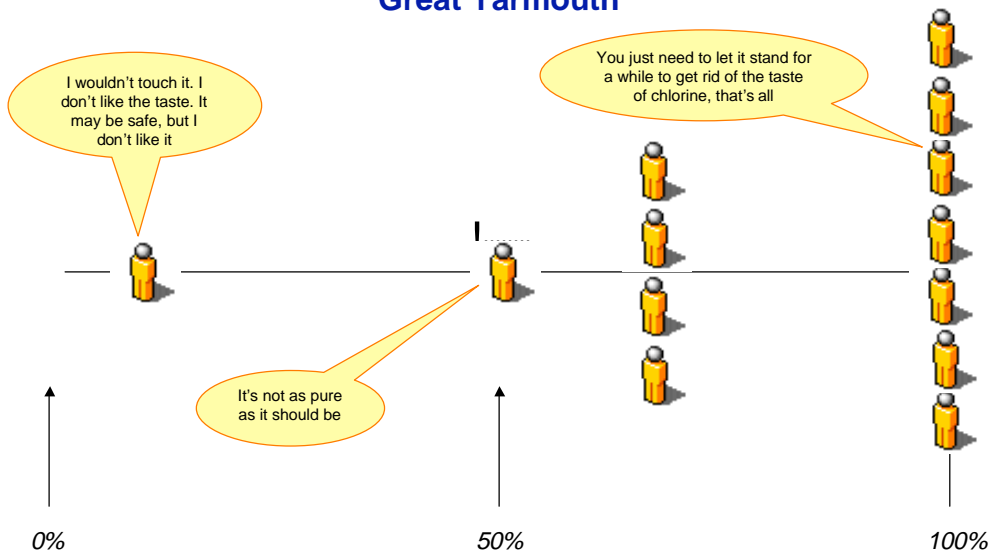 Great Yarmouth
I wouldn't touch it. I
don't like the taste. It
may be safe, but I
don't like it
You just need to let it stand for
a while to get rid of the taste
of chlorine, that's all
It's not as pure
as it should be
0%
50%
100%